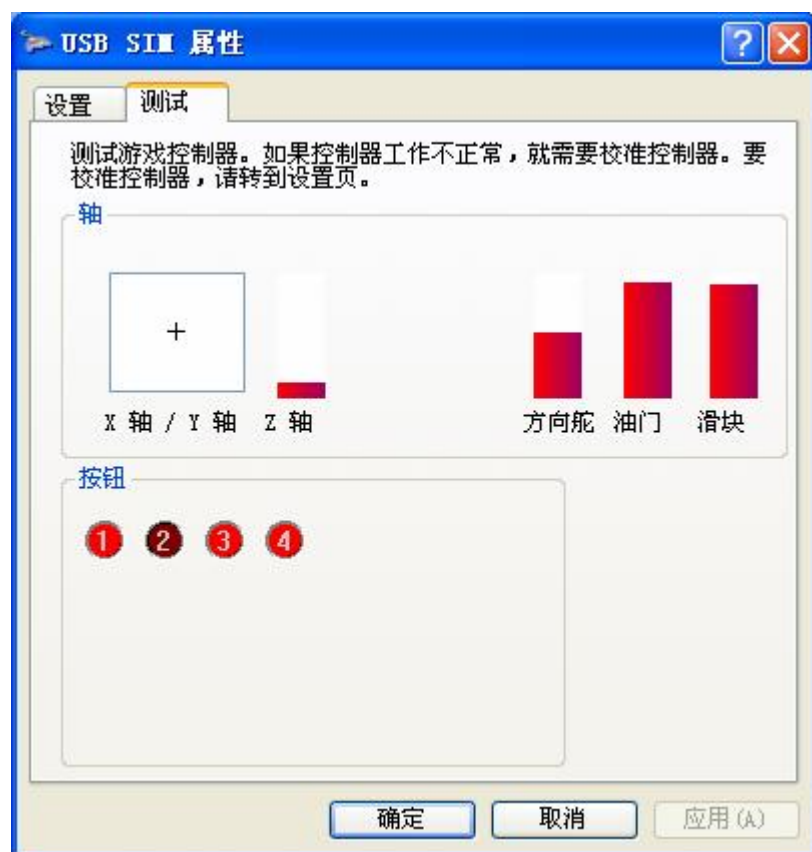 USB SIM 属性
设置 测试
测试游戏控制器。如果控制器工作不正常，就需要校准控制器。要
校准控制器，请转到设置页。
轴
X 轴 / Y 轴 Z 轴 方向舵 油门 滑块
按钮
1 2 3 4
确定 取消 应用(A)